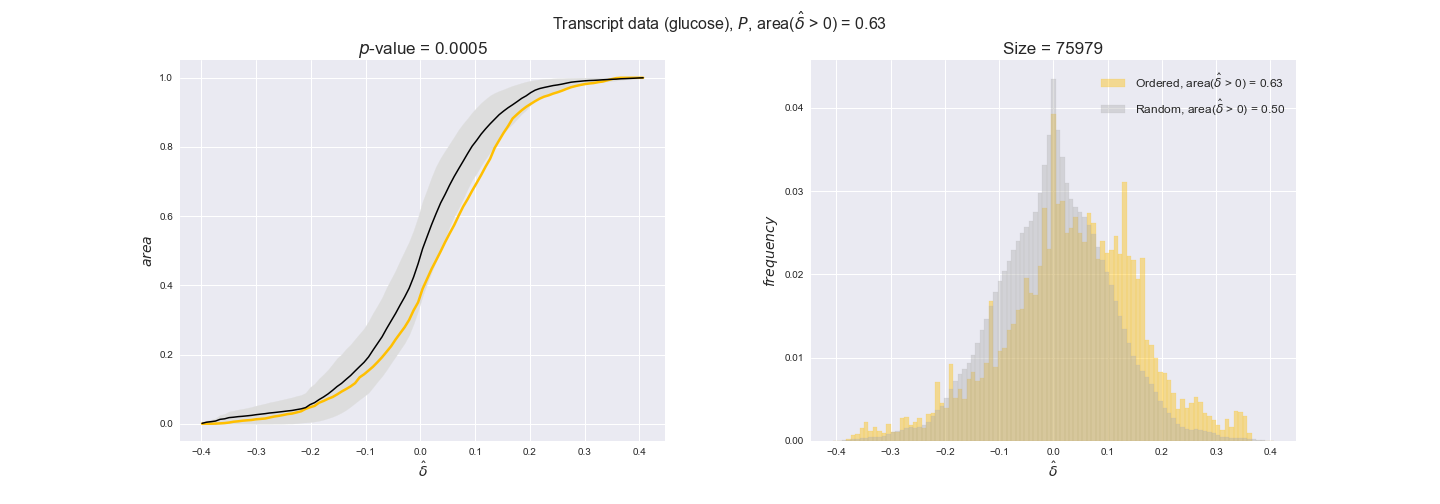 Transcript data (glucose), P, area(δ̂ > 0) = 0.63
p-value = 0.0005
1.0
0.8
0.6
0.4
0.2
0.0
area
−0.4 −0.3 −0.2 −0.1 0.0 0.1 0.2 0.3 0.4
δ̂
Size = 75979
Ordered, area(δ̂ > 0) = 0.63
Random, area(δ̂ > 0) = 0.50
0.04
0.03
0.02
0.01
0.00
frequency
−0.4 −0.3 −0.2 −0.1 0.0 0.1 0.2 0.3 0.4
δ̂